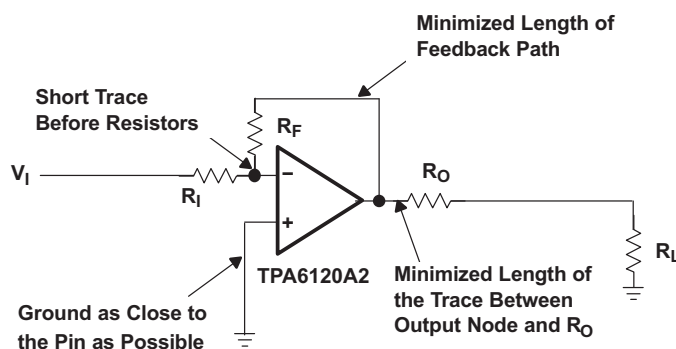 Minimized Length of
Feedback Path
Short Trace
Before Resistors
RF
VI
RI
−
+
RO
RL
TPA6120A2
Minimized Length of
the Trace Between
Output Node and RO
Ground as Close to
the Pin as Possible